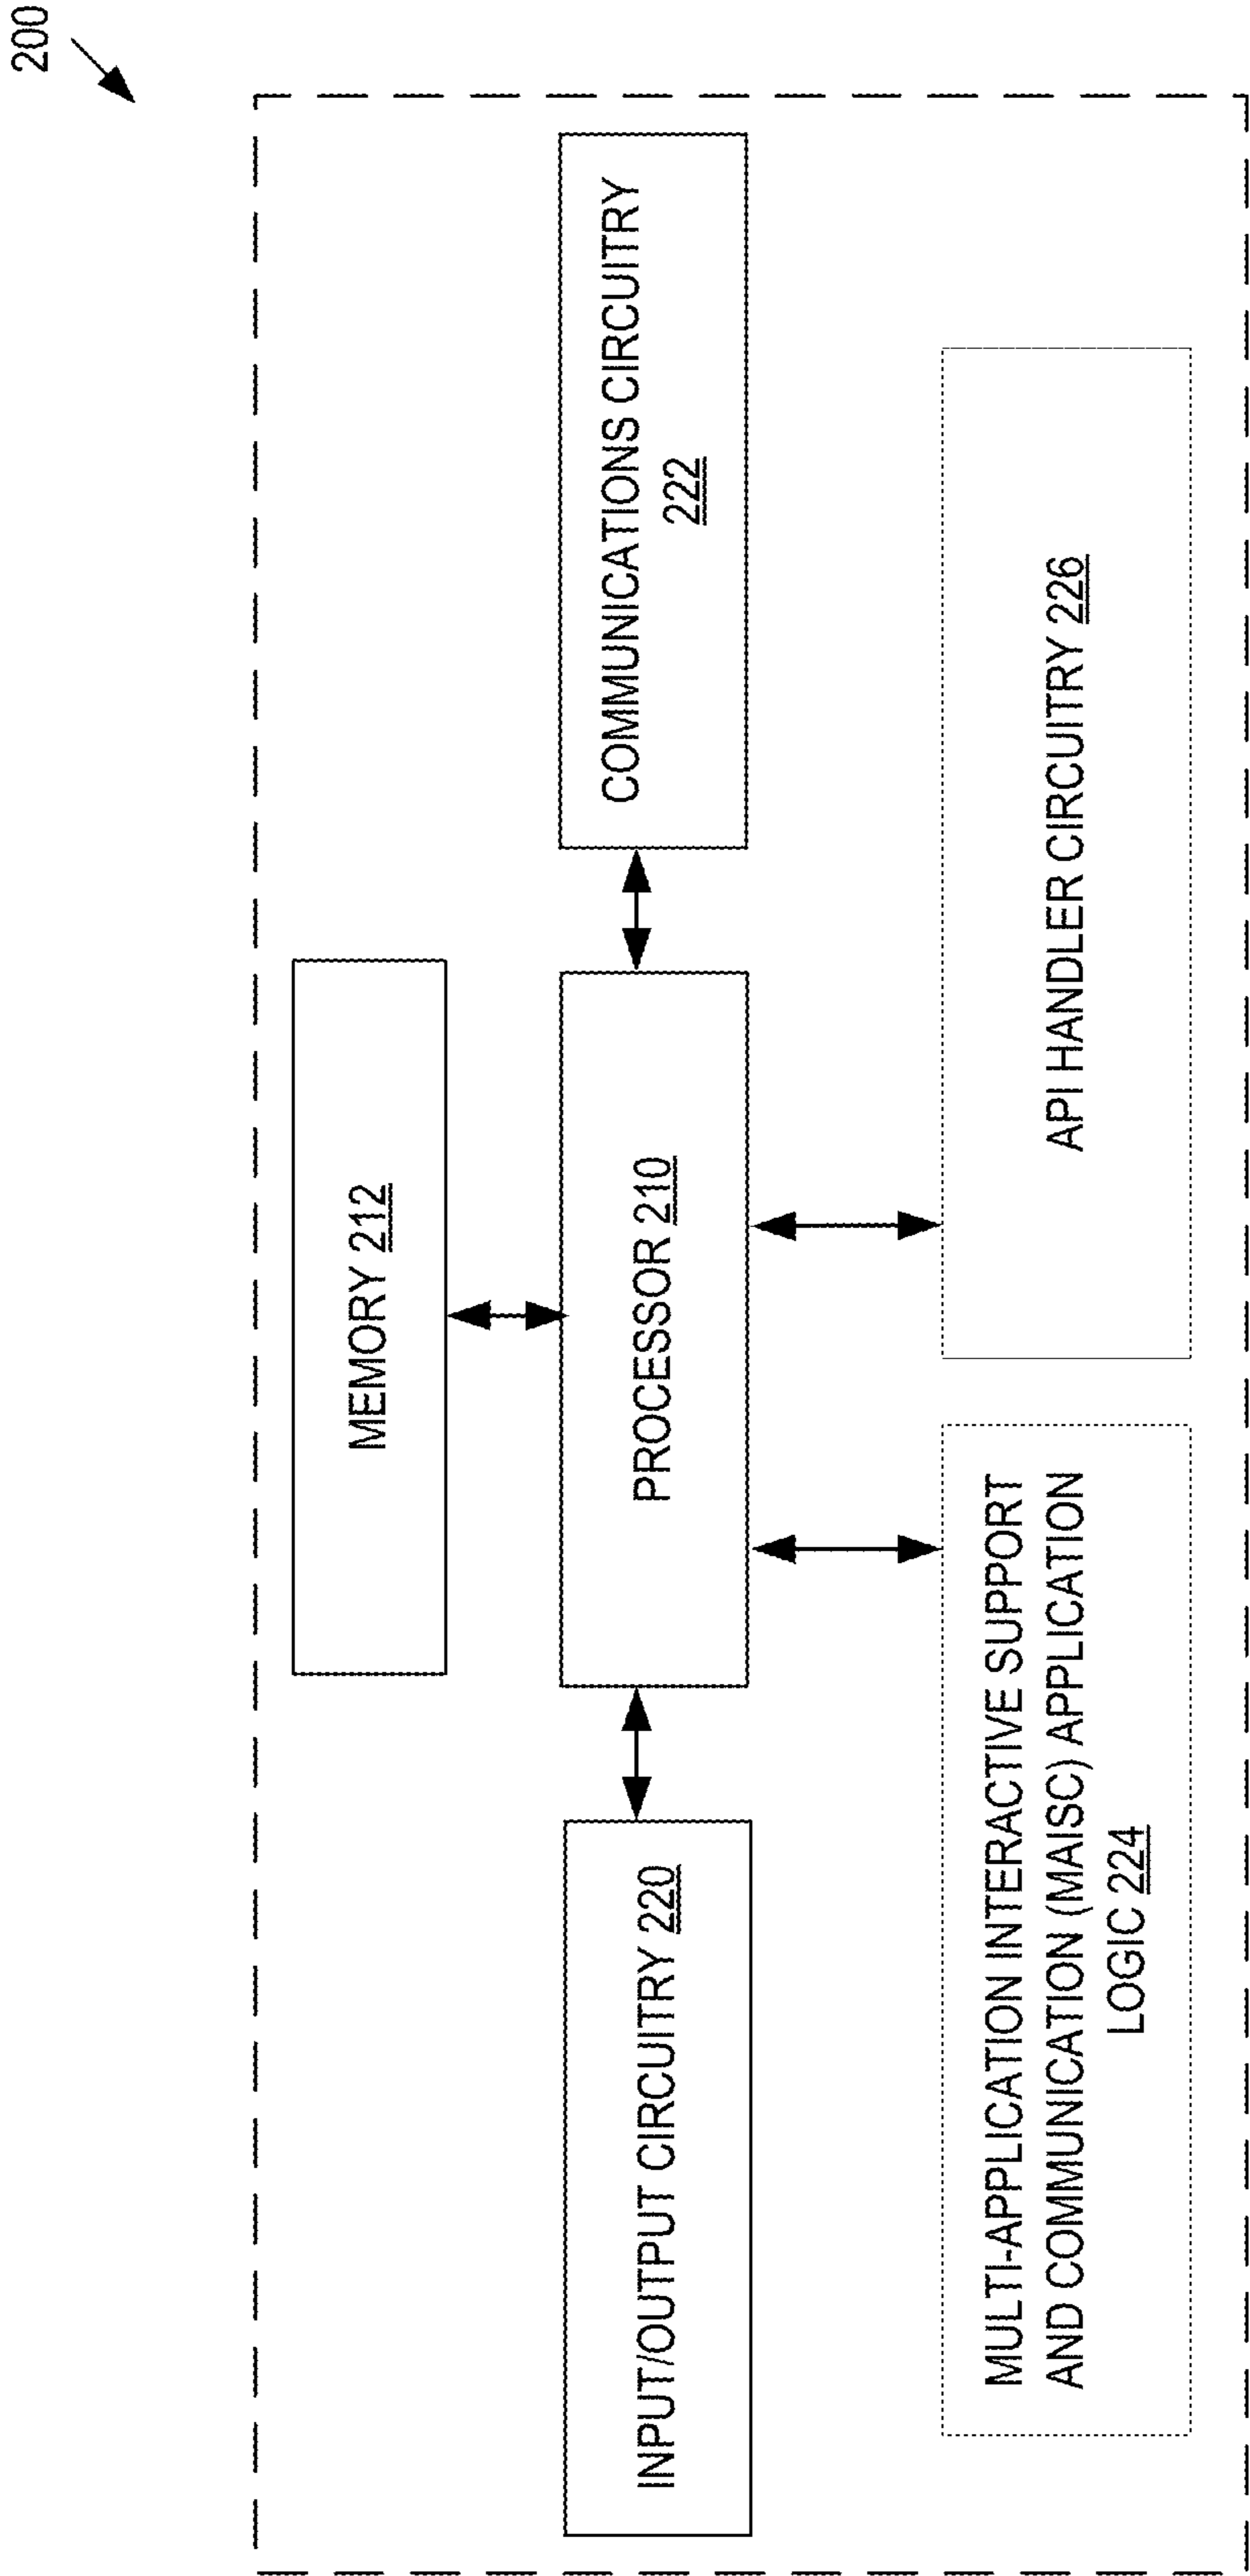 200
MEMORY 212
INPUT/OUTPUT CIRCUITRY 220
PROCESSOR 210
COMMUNICATIONS CIRCUITRY
222
MULTI-APPLICATION INTERACTIVE SUPPORT
AND COMMUNICATION (MAISC) APPLICATION
LOGIC 224
API HANDLER CIRCUITRY 226